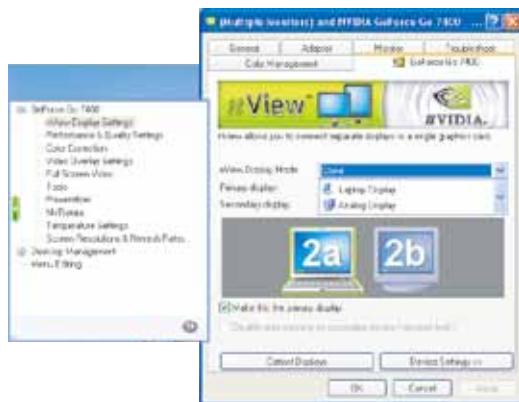 (Multiple Monitors) and NVIDIA GeForce Go 7400 ...
General Adapter Monitor Troubleshoot
Color Management GeForce Go 7400
nView
NVIDIA.
nView allows you to connect separate displays to a single graphics card.
nView Display Mode Clone
Primary display: Laptop Display
Secondary display: Analog Display
2a 2b
Make this the primary display
Detect Displays Device Settings >>
OK Cancel Apply
GeForce Go 7400
nView Display Settings
Performance & Quality Settings
Color Correction
Video Overlay Settings
Full Screen Video
Tools
PowerMizer
NvRotate
Temperature Settings
Screen Resolutions & Refresh Rates
Desktop Management
Menu Editing